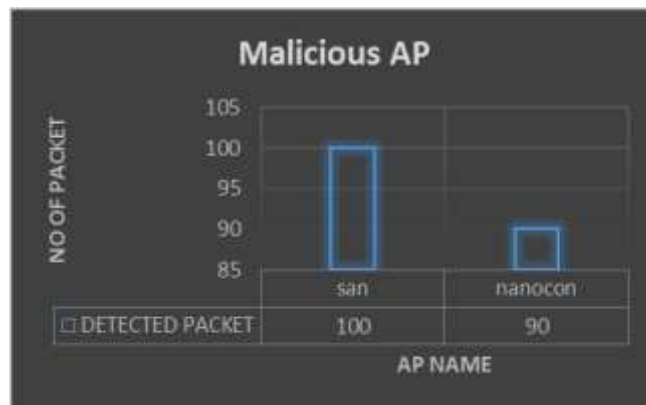 Malicious AP
NO OF PACKET
105
100
95
90
85
san nanocon
DETECTED PACKET 100 90
AP NAME